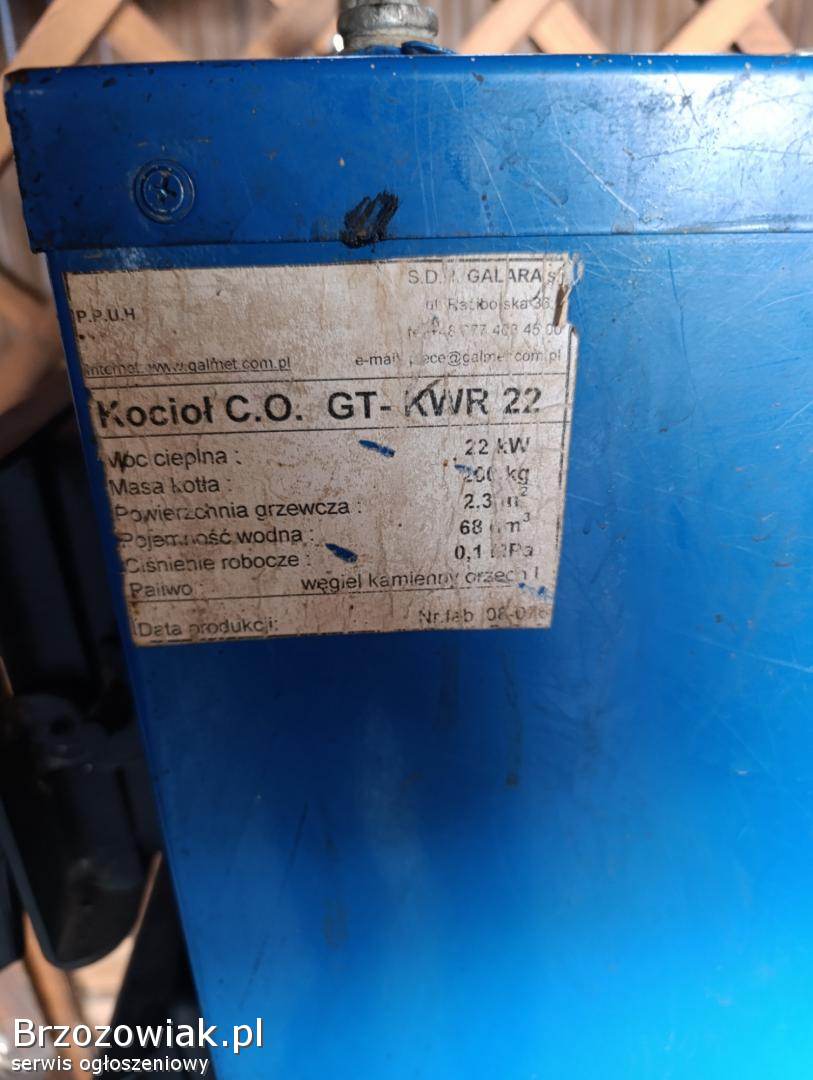 S.D. GALARA
P.P.U.H
ul. Raciborska 36
internet: www.galmet.com.pl
e-mail
Kocioł C.O. GT- KWR 22
Moc cieplna : 22 kW
Masa kotła : kg
Powierzchnia grzewcza : 2.3 m²
Pojemność wodna : 68
Ciśnienie robocze : 0,1 MPa
Paliwo : węgiel kamienny orzech I
Data produkcji: Nr.fab
Brzozowiak.pl
serwis ogłoszeniowy